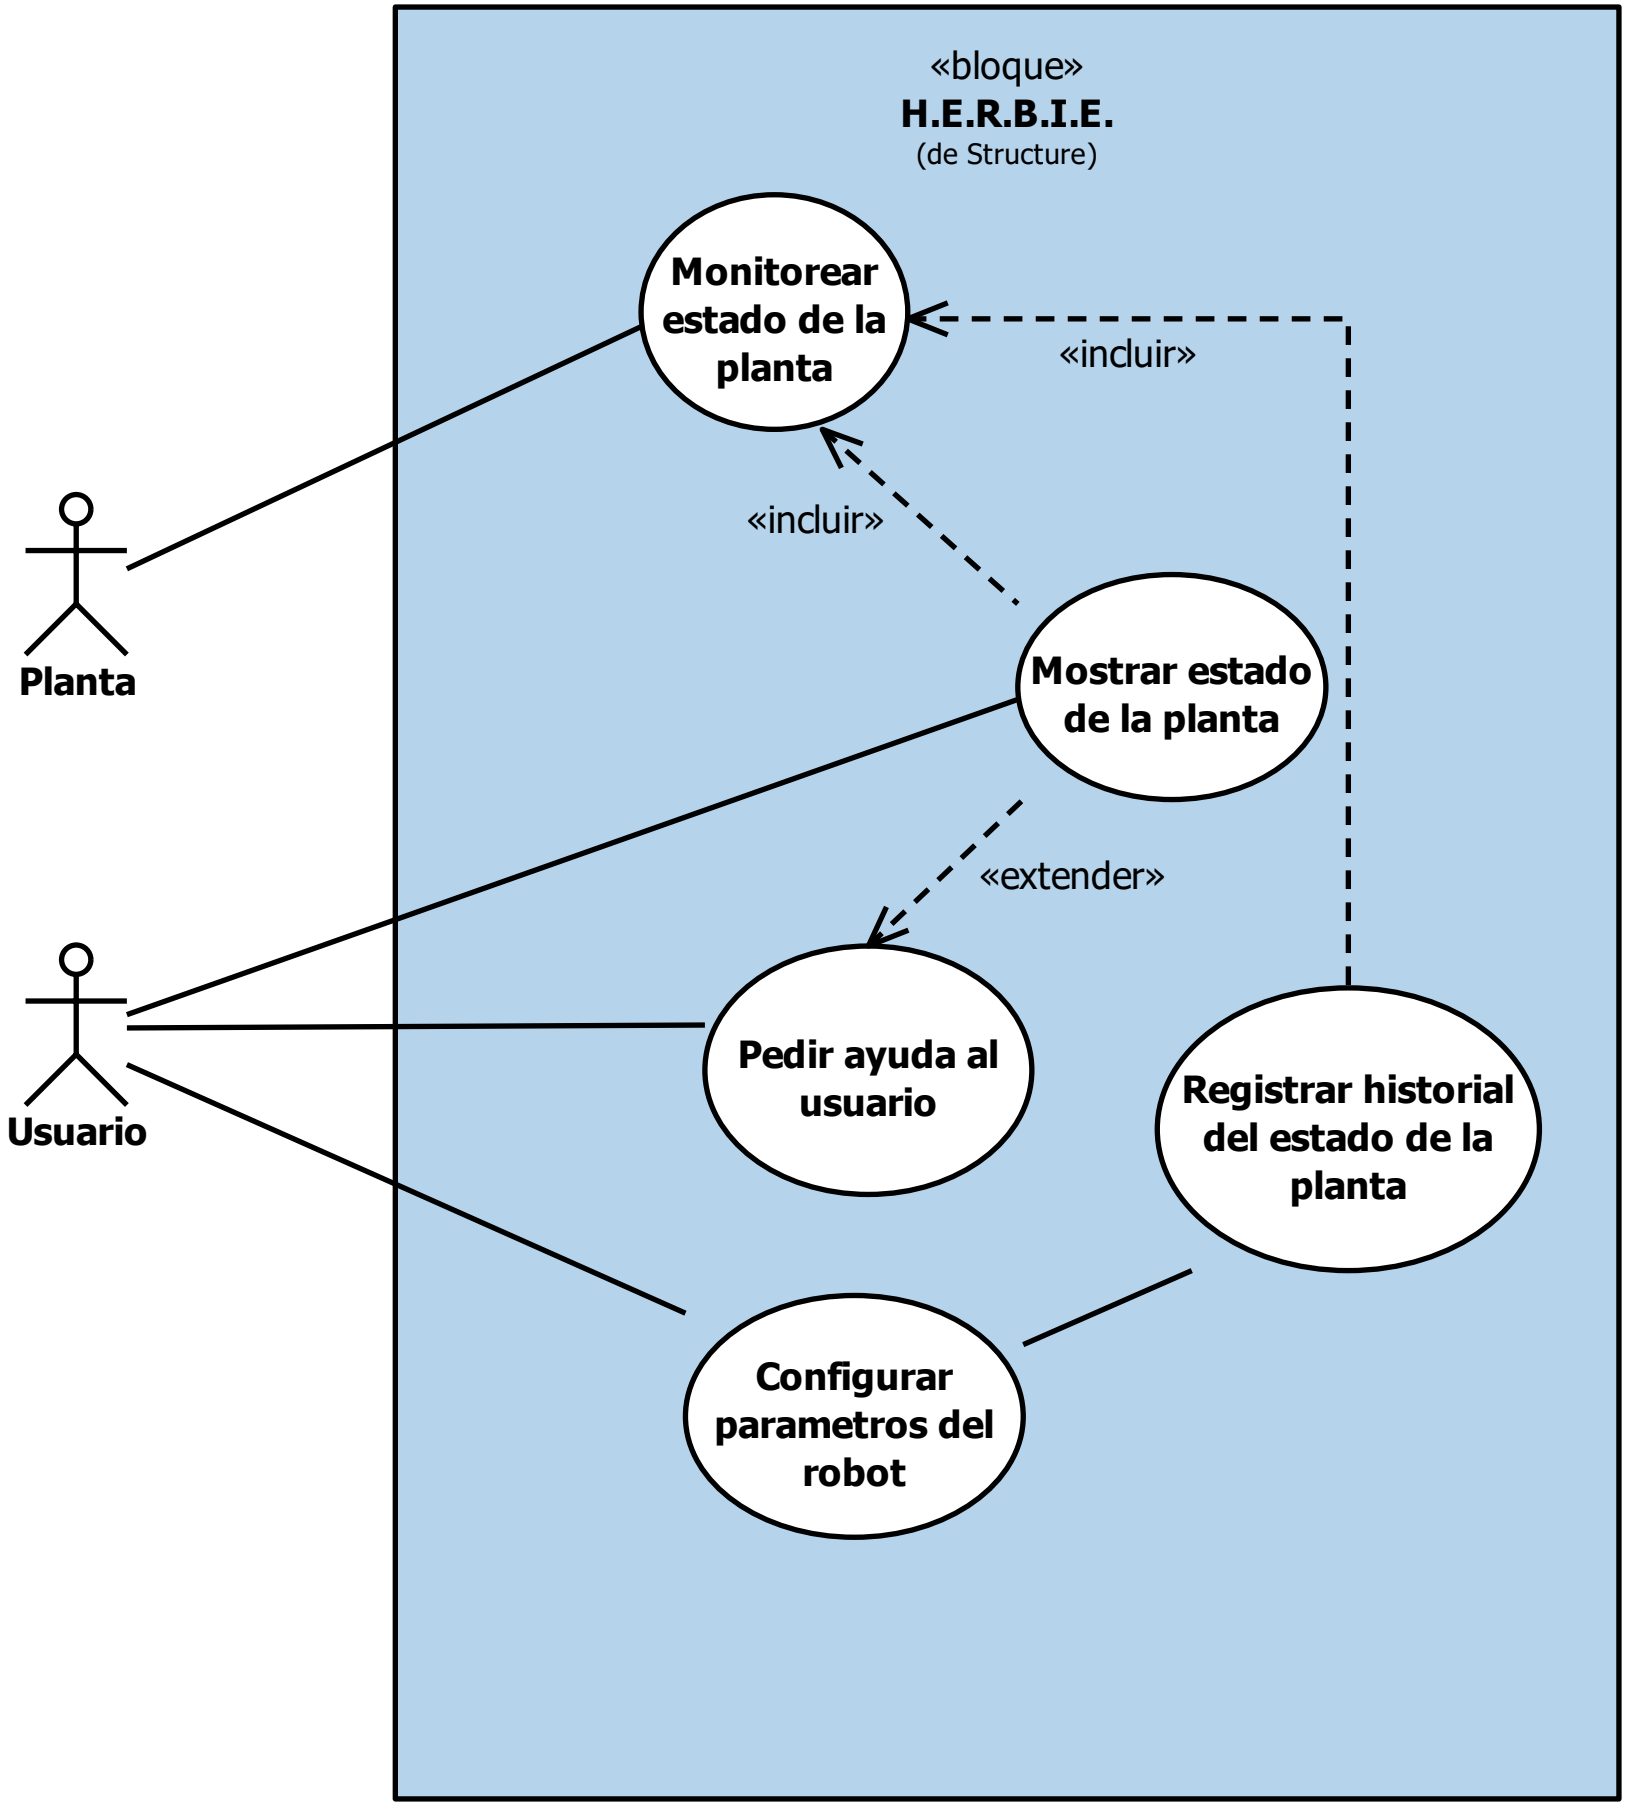 «bloque»
H.E.R.B.I.E.
(de Structure)
Monitorear
estado de la
planta
«incluir»
«incluir»
Planta
Mostrar estado
de la planta
«extender»
Usuario
Pedir ayuda al
usuario
Registrar historial
del estado de la
planta
Configurar
parametros del
robot